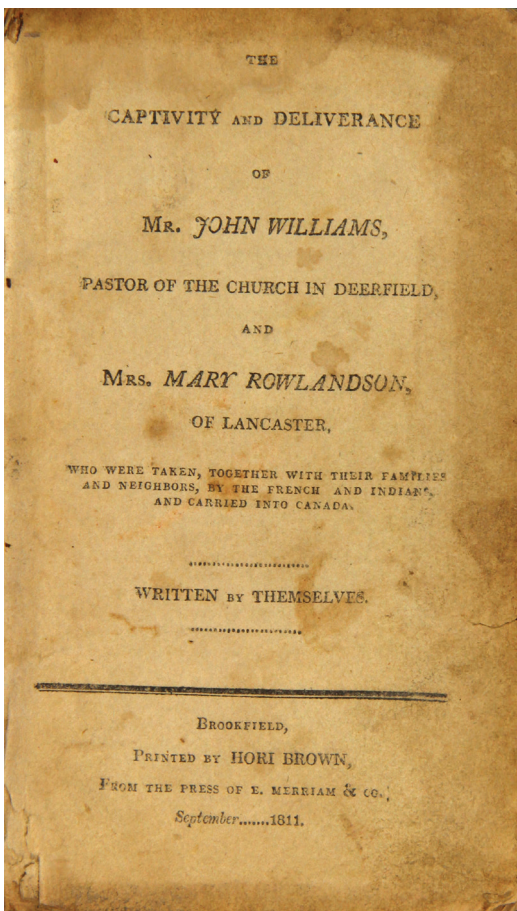 THE
CAPTIVITY AND DELIVERANCE
OF
MR. JOHN WILLIAMS,
PASTOR OF THE CHURCH IN DEERFIELD,
AND
MRS. MARY ROWLANDSON,
OF LANCASTER,
WHO WERE TAKEN, TOGETHER WITH THEIR FAMILIES
AND NEIGHBORS, BY THE FRENCH AND INDIANS,
AND CARRIED INTO CANADA.
WRITTEN BY THEMSELVES.
BROOKFIELD,
PRINTED BY HORI BROWN,
FROM THE PRESS OF E. MERRIAM & CO.,
September.......1811.